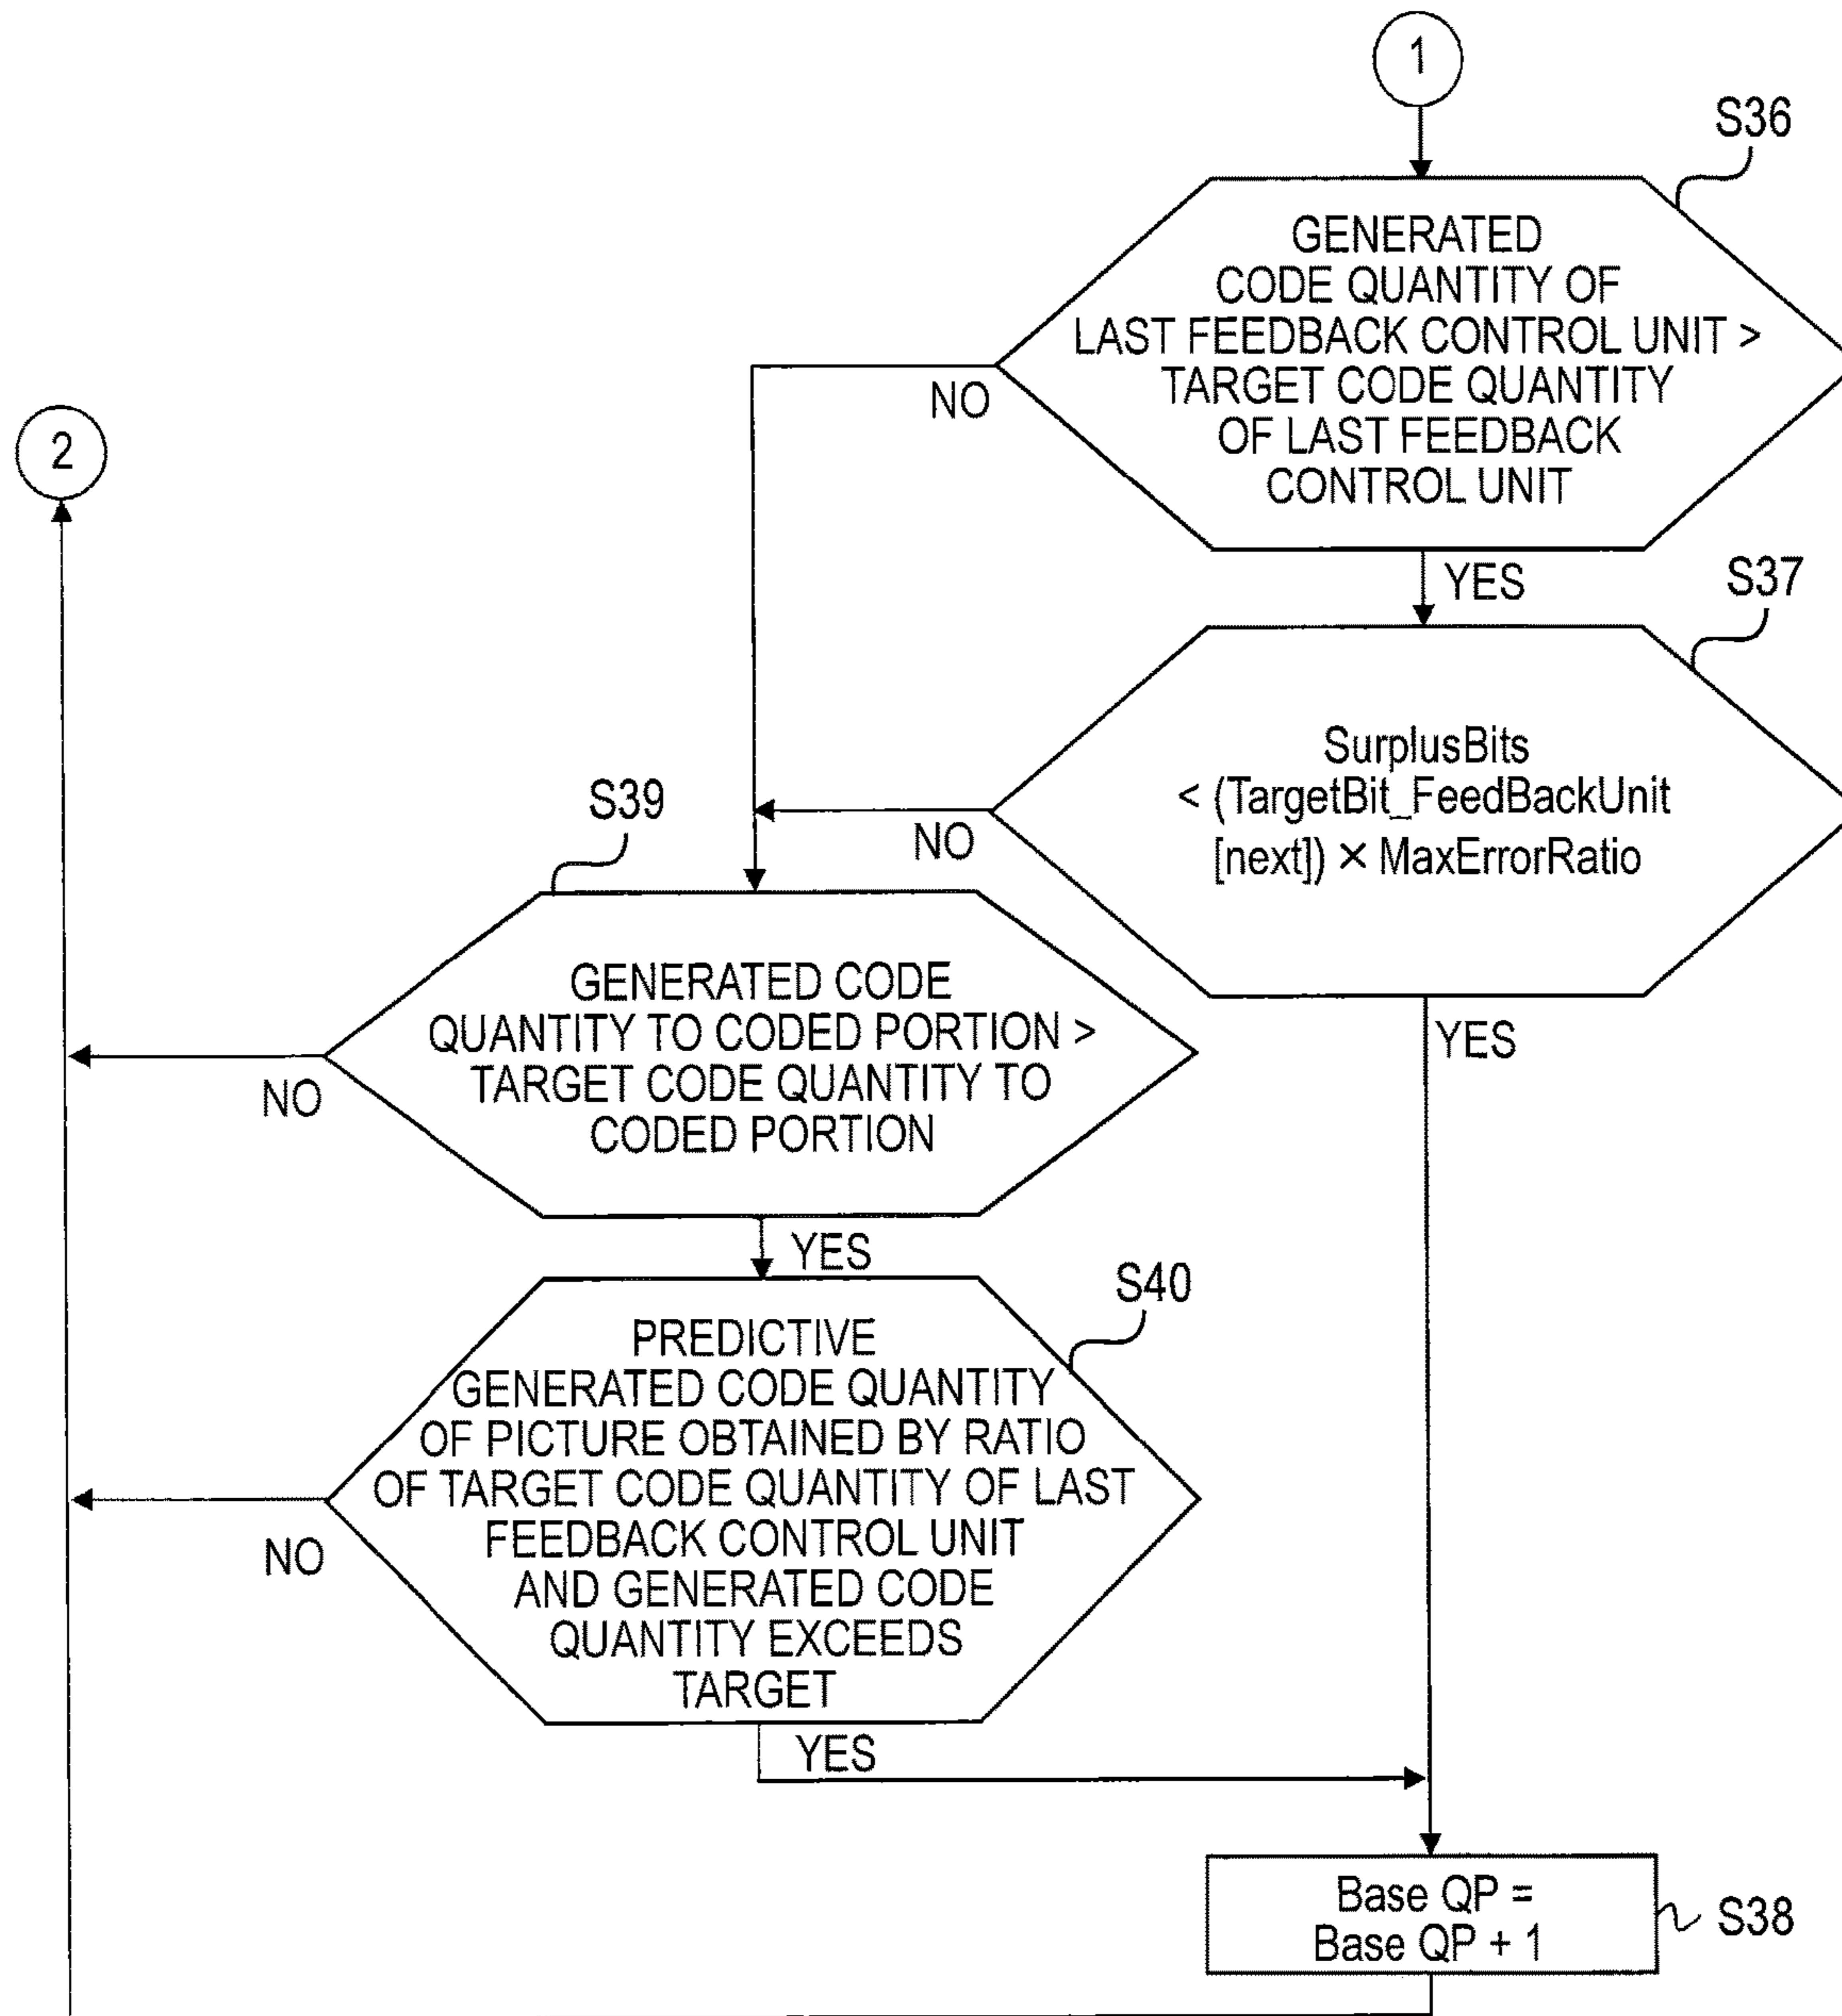 1
S36
GENERATED
CODE QUANTITY OF
LAST FEEDBACK CONTROL UNIT >
TARGET CODE QUANTITY
OF LAST FEEDBACK
CONTROL UNIT
NO
2
YES
S37
SurplusBits
< (TargetBit_FeedBackUnit
[next]) × MaxErrorRatio
NO
YES
S39
GENERATED CODE
QUANTITY TO CODED PORTION >
TARGET CODE QUANTITY TO
CODED PORTION
NO
YES
S40
PREDICTIVE
GENERATED CODE QUANTITY
OF PICTURE OBTAINED BY RATIO
OF TARGET CODE QUANTITY OF LAST
FEEDBACK CONTROL UNIT
AND GENERATED CODE
QUANTITY EXCEEDS
TARGET
NO
YES
Base QP =
Base QP + 1
S38